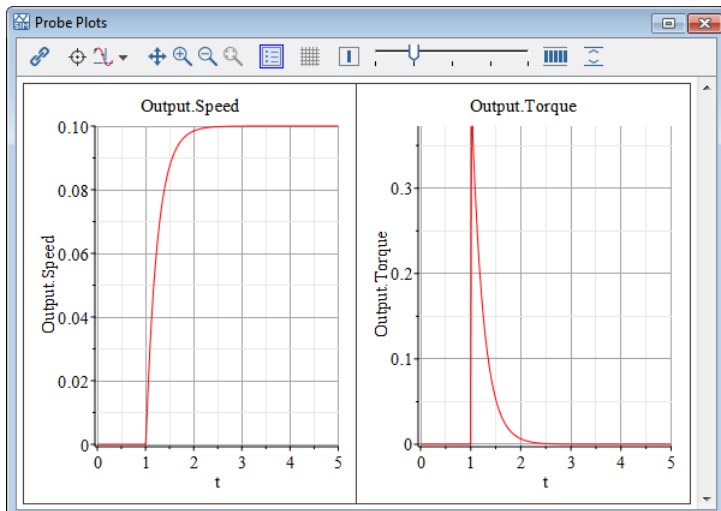 Probe Plots
SIM
Output.Speed
0.10
0.08
0.06
0.04
0.02
0
Output.Speed
0 1 2 3 4 5
t
Output.Torque
0.3
0.2
0.1
0
Output.Torque
0 1 2 3 4 5
t